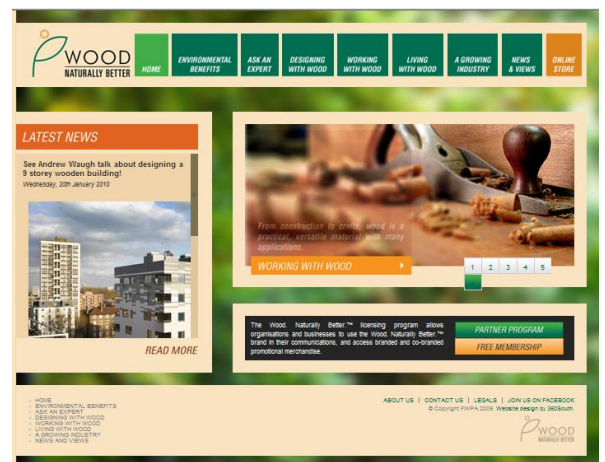 WOOD
NATURALLY BETTER
HOME
ENVIRONMENTAL
BENEFITS
ASK AN
EXPERT
DESIGNING
WITH WOOD
WORKING
WITH WOOD
LIVING
WITH WOOD
A GROWING
INDUSTRY
NEWS
& VIEWS
ONLINE
STORE
LATEST NEWS
See Andrew Waugh talk about designing a
9 storey wooden building!
Wednesday, 20th January 2010
READ MORE
From construction to crafts, wood is a
practical, versatile material with many
applications.
WORKING WITH WOOD
1 2 3 4 5
The Wood. Naturally Better.™ licensing program allows
organisations and businesses to use the Wood. Naturally Better.™
brand in their communications, and access branded and co-branded
promotional merchandise.
PARTNER PROGRAM
FREE MEMBERSHIP
HOME
ENVIRONMENTAL BENEFITS
ASK AN EXPERT
DESIGNING WITH WOOD
WORKING WITH WOOD
LIVING WITH WOOD
A GROWING INDUSTRY
NEWS AND VIEWS
ABOUT US | CONTACT US | LEGALS | JOIN US ON FACEBOOK
© Copyright FWPA 2009. Website design by 360South.
WOOD
NATURALLY BETTER